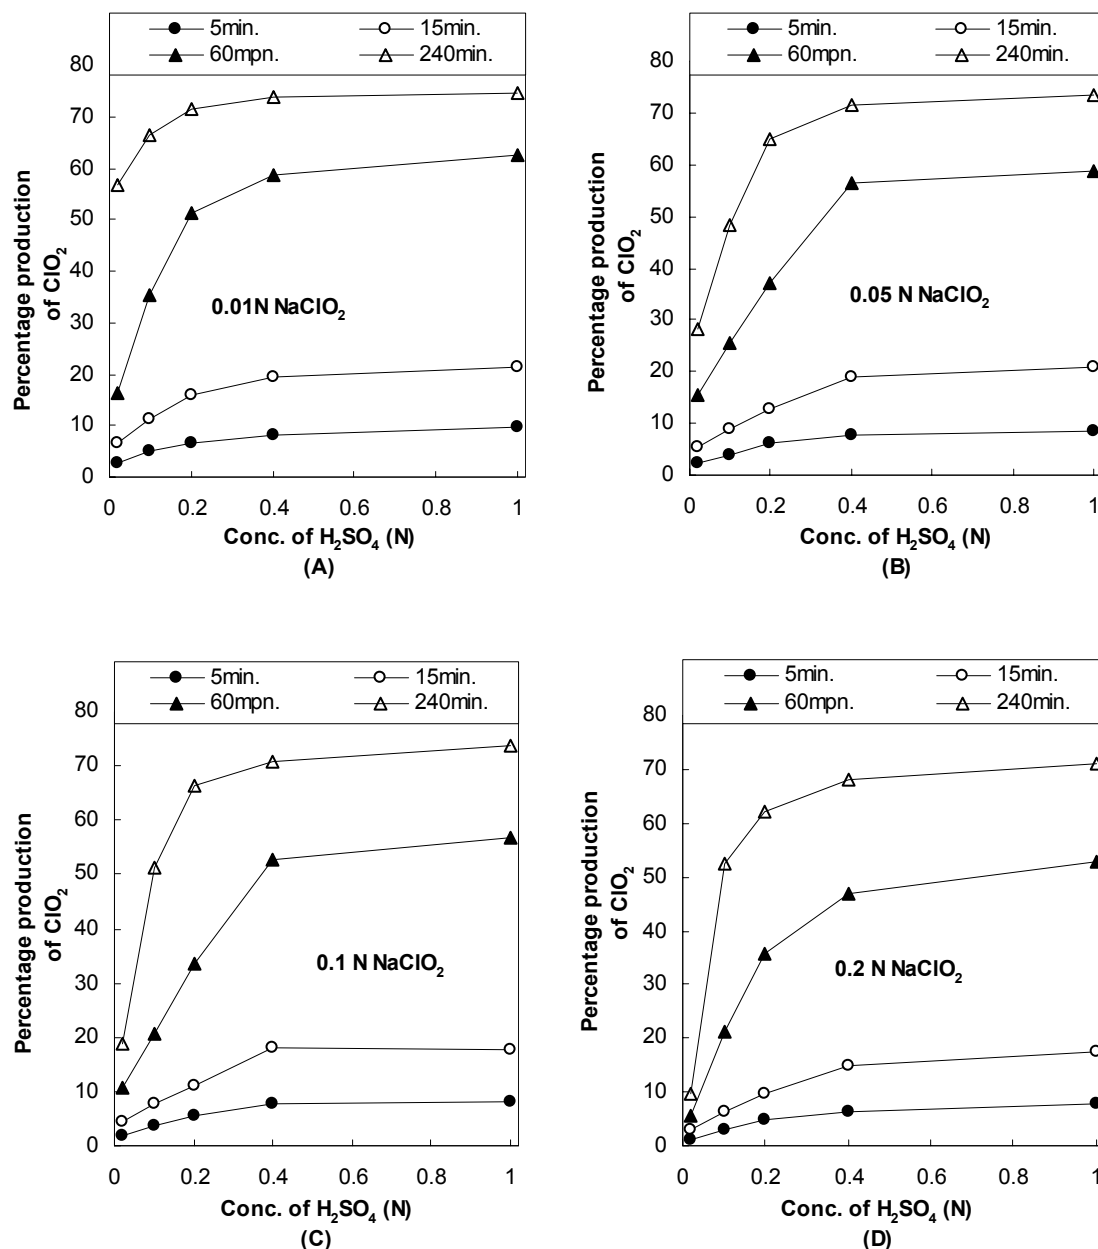 5min. 15min.
60mpn. 240min.
80
70
60
50
40
30
20
10
0
Percentage production
of ClO₂
0.01N NaClO₂
0 0.2 0.4 0.6 0.8 1
Conc. of H₂SO₄ (N)
(A)
5min. 15min.
60mpn. 240min.
80
70
60
50
40
30
20
10
0
Percentage production
of ClO₂
0.05 N NaClO₂
0 0.2 0.4 0.6 0.8 1
Conc. of H₂SO₄ (N)
(B)
5min. 15min.
60mpn. 240min.
80
70
60
50
40
30
20
10
0
Percentage production
of ClO₂
0.1 N NaClO₂
0 0.2 0.4 0.6 0.8 1
Conc. of H₂SO₄ (N)
(C)
5min. 15min.
60mpn. 240min.
80
70
60
50
40
30
20
10
0
Percentage production
of ClO₂
0.2 N NaClO₂
0 0.2 0.4 0.6 0.8 1
Conc. of H₂SO₄ (N)
(D)